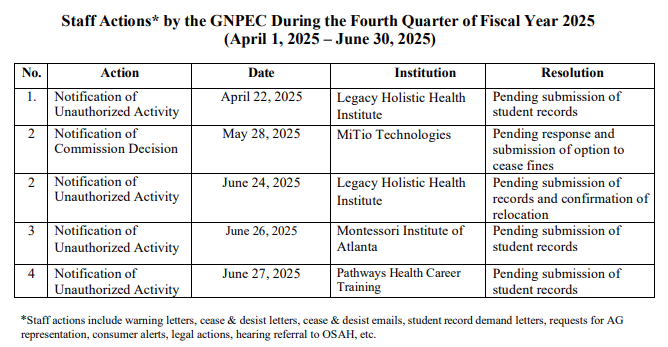 Staff Actions* by the GNPEC During the Fourth Quarter of Fiscal Year 2025
(April 1, 2025 – June 30, 2025)
No. Action Date Institution Resolution
1. Notification of Unauthorized Activity April 22, 2025 Legacy Holistic Health Institute Pending submission of student records
2 Notification of Commission Decision May 28, 2025 MiTio Technologies Pending response and submission of option to cease fines
2 Notification of Unauthorized Activity June 24, 2025 Legacy Holistic Health Institute Pending submission of records and confirmation of relocation
3 Notification of Unauthorized Activity June 26, 2025 Montessori Institute of Atlanta Pending submission of student records
4 Notification of Unauthorized Activity June 27, 2025 Pathways Health Career Training Pending submission of student records
*Staff actions include warning letters, cease & desist letters, cease & desist emails, student record demand letters, requests for AG
representation, consumer alerts, legal actions, hearing referral to OSAH, etc.